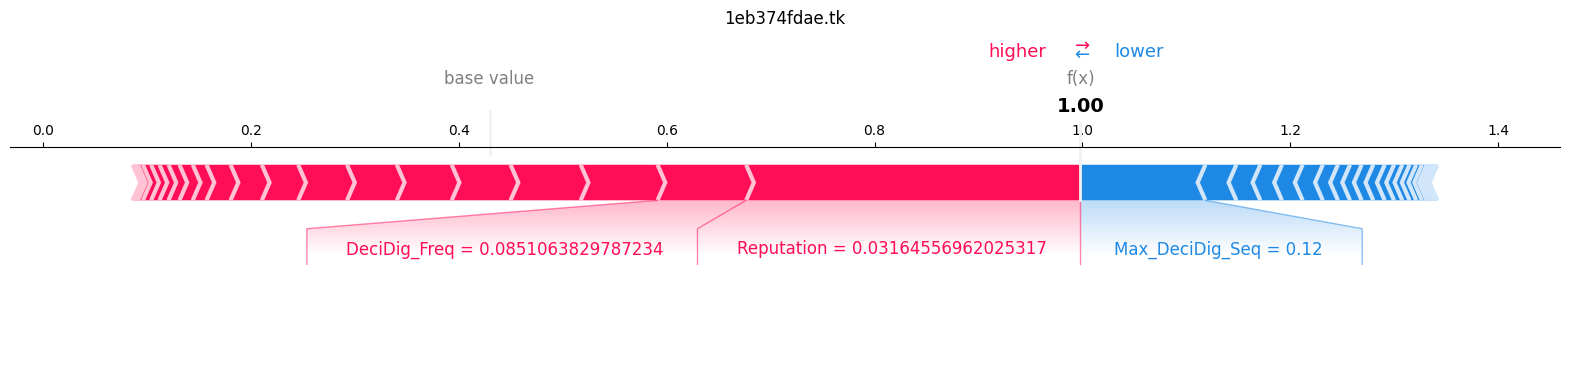 1eb374fdae.tk
higher ⇄ lower
base value f(x)
1.00
0.0 0.2 0.4 0.6 0.8 1.0 1.2 1.4
DeciDig_Freq = 0.0851063829787234 Reputation = 0.03164556962025317 Max_DeciDig_Seq = 0.12